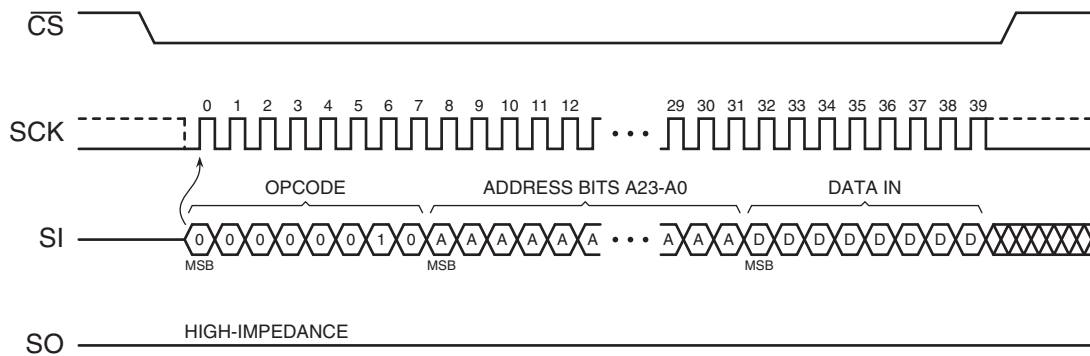 CS
0 1 2 3 4 5 6 7 8 9 10 11 12 29 30 31 32 33 34 35 36 37 38 39
SCK
OPCODE ADDRESS BITS A23-A0 DATA IN
SI 0 0 0 0 0 0 1 0 A A A A A A A A A D D D D D D D D
MSB MSB MSB
HIGH-IMPEDANCE
SO